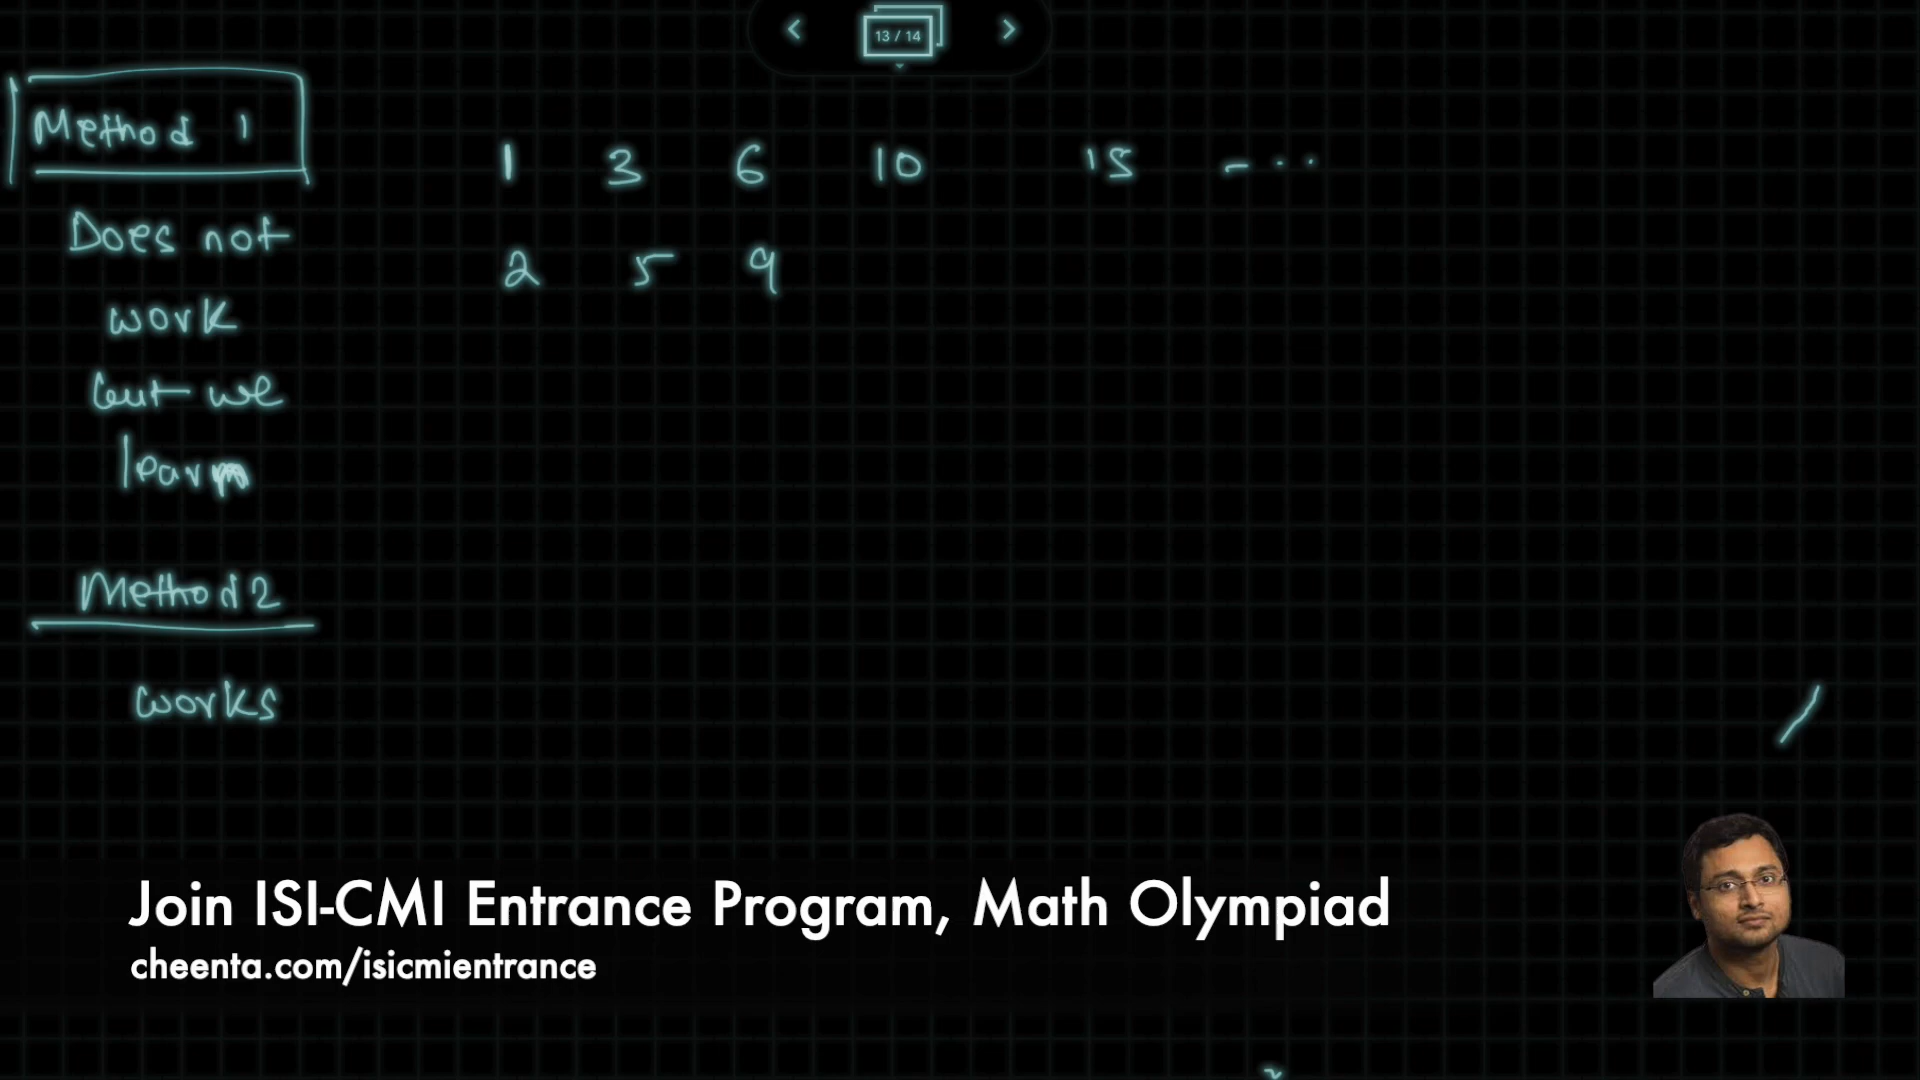 13 / 14
Method 1
Does not
work
but we
learn
Method 2
works
1 3 6 10 15 - ..
2 5 9
Join ISI-CMI Entrance Program, Math Olympiad
cheenta.com/isicmientrance